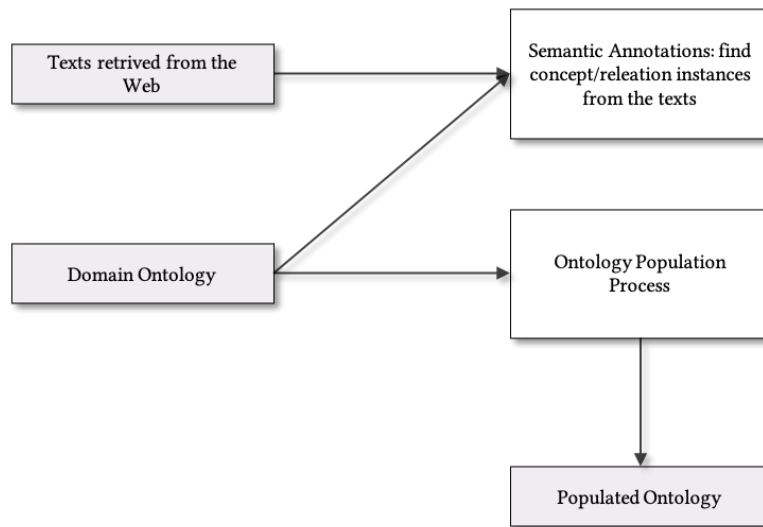 Texts retrived from the
Web
Semantic Annotations: find
concept/releation instances
from the texts
Domain Ontology
Ontology Population
Process
Populated Ontology